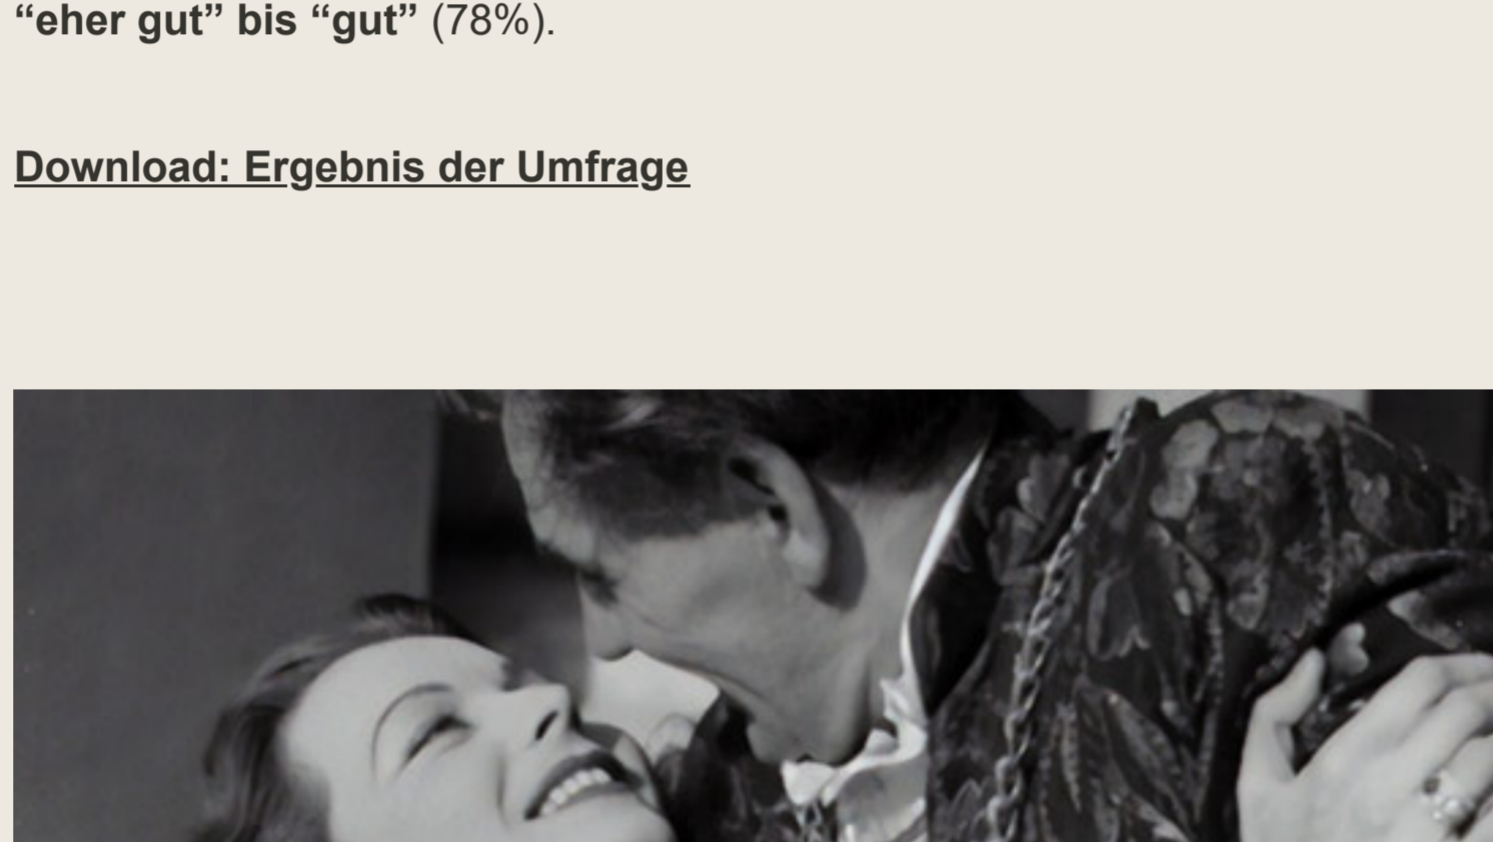 “eher gut” bis “gut” (78%).
Download: Ergebnis der Umfrage